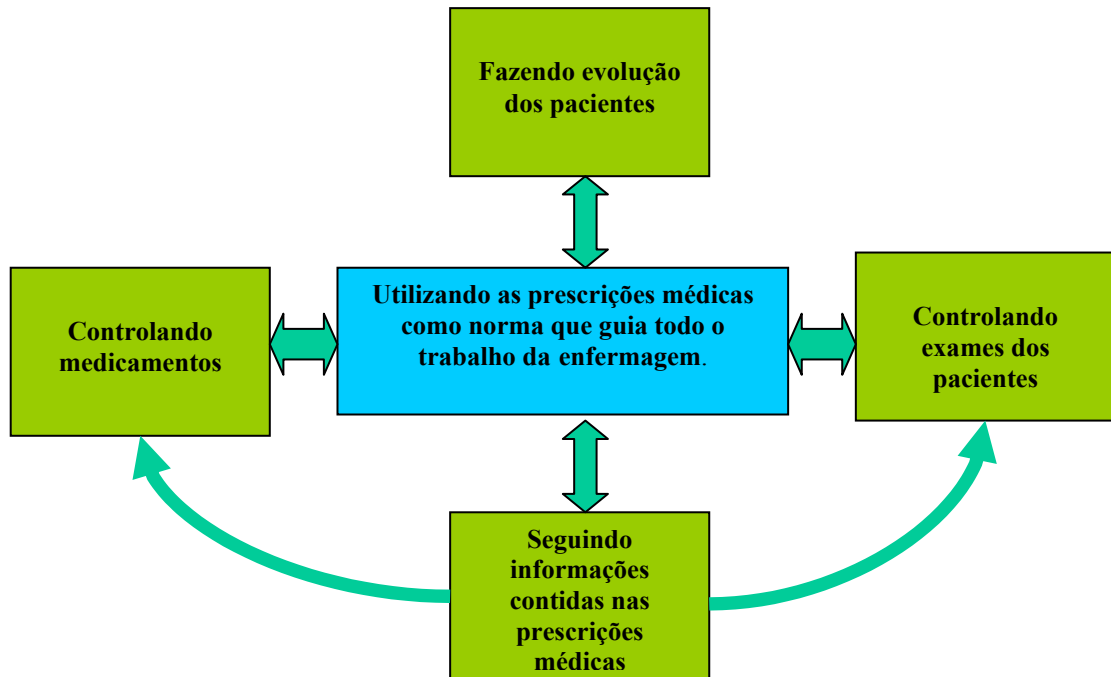 Fazendo evolução
dos pacientes
Controlando
medicamentos
Utilizando as prescrições médicas
como norma que guia todo o
trabalho da enfermagem.
Controlando
exames dos
pacientes
Seguindo
informações
contidas nas
prescrições
médicas